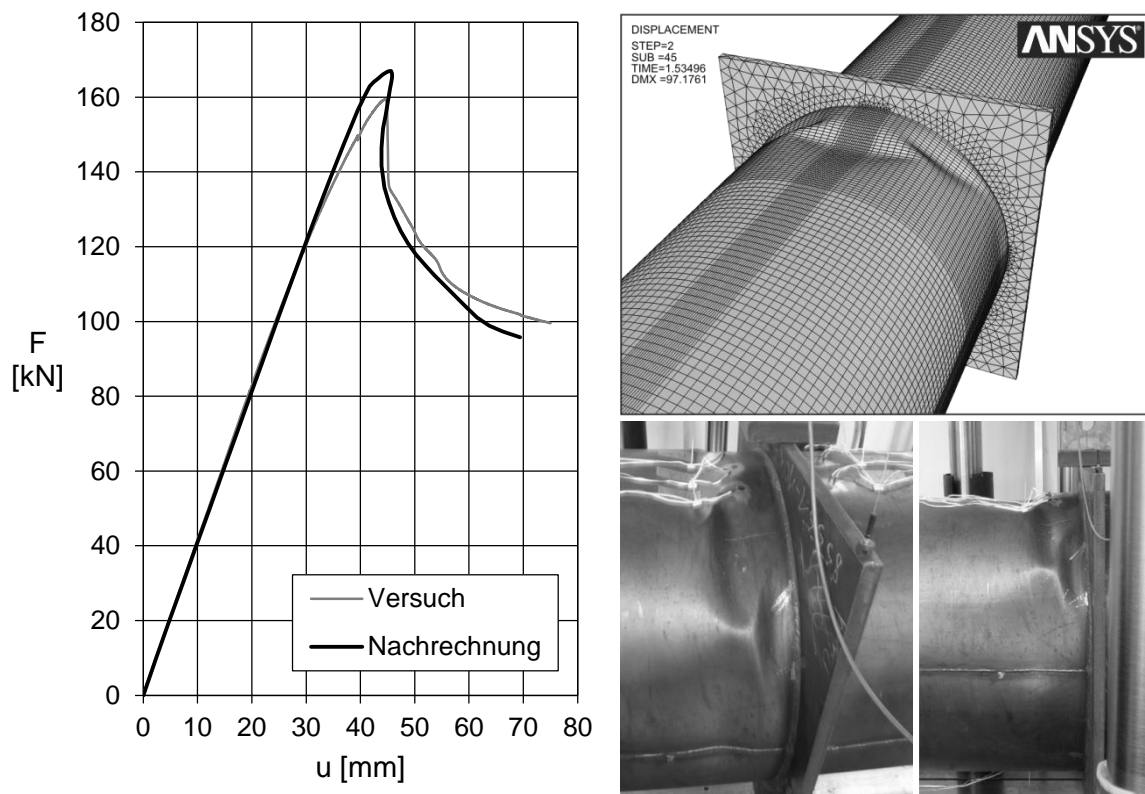 180
160
140
120
100
80
60
40
20
0
F
[kN]
Versuch
Nachrechnung
0 10 20 30 40 50 60 70 80
u [mm]
DISPLACEMENT
STEP=2
SUB =45
TIME=1.53496
DMX =97.1761
ANSYS